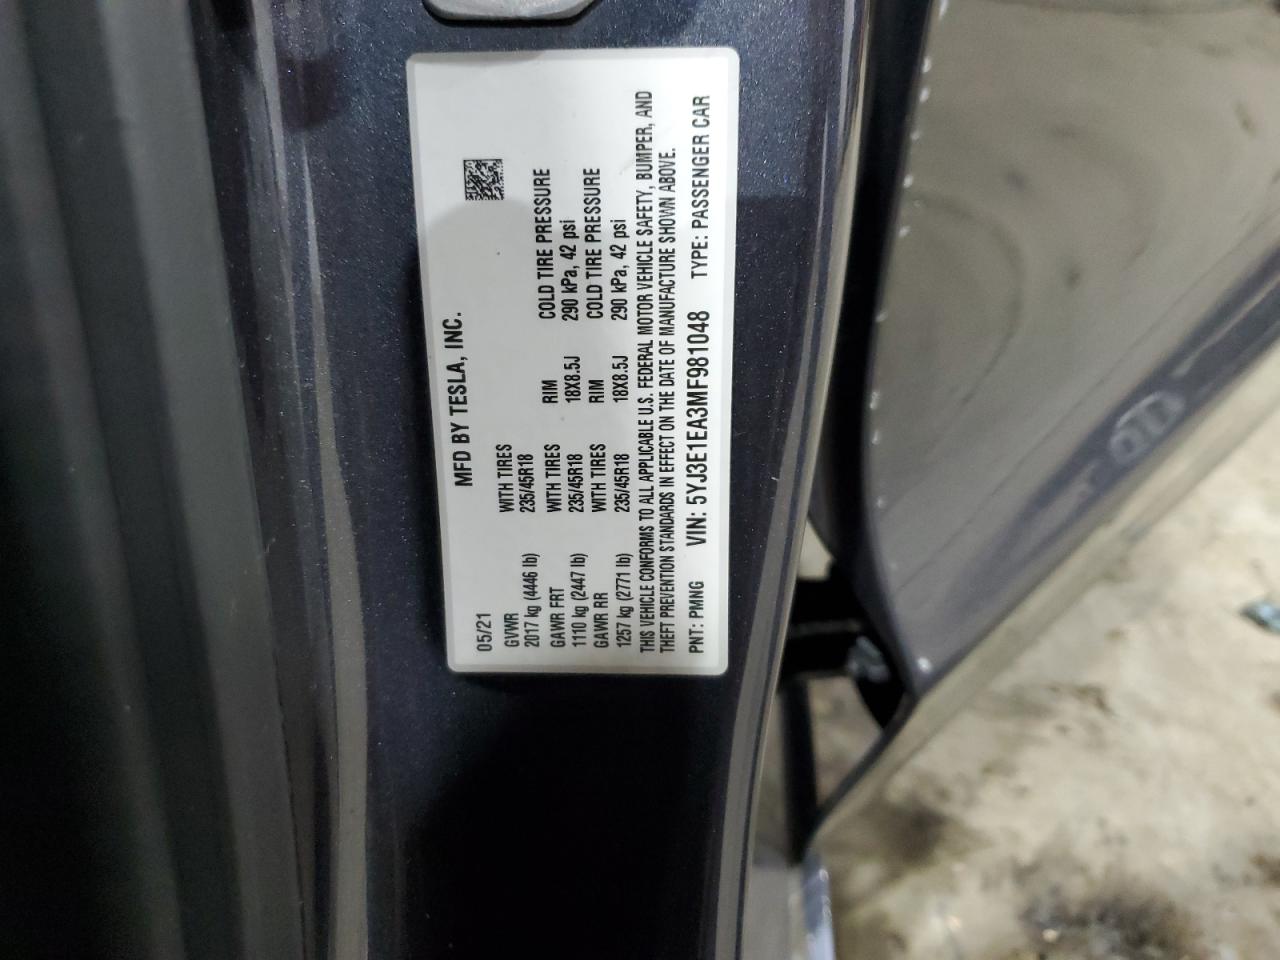 MFD BY TESLA, INC.
05/21
GVWR WITH TIRES RIM COLD TIRE PRESSURE
2017 kg (4446 lb) 235/45R18 18X8.5J 290 kPa, 42 psi
GAWR FRT WITH TIRES RIM COLD TIRE PRESSURE
1110 kg (2447 lb) 235/45R18 18X8.5J 290 kPa, 42 psi
GAWR RR WITH TIRES
1257 kg (2771 lb) 235/45R18
THIS VEHICLE CONFORMS TO ALL APPLICABLE U.S. FEDERAL MOTOR VEHICLE SAFETY, BUMPER, AND
THEFT PREVENTION STANDARDS IN EFFECT ON THE DATE OF MANUFACTURE SHOWN ABOVE.
PNT: PMNG VIN: 5YJ3E1EA3MF981048 TYPE: PASSENGER CAR